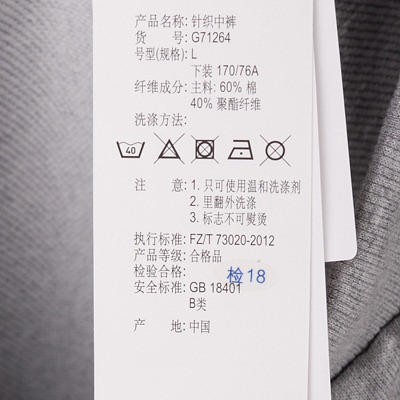 产品名称: 针织中裤
货 号: G71264
号型(规格): L
下装 170/76A
纤维成分: 主料: 60% 棉
40% 聚酯纤维
洗涤方法:
40
注 意: 1. 只可使用温和洗涤剂
2. 里翻外洗涤
3. 标志不可熨烫
执行标准: FZ/T 73020-2012
产品等级: 合格品
检验合格: 检18
安全标准: GB 18401
B类
产 地: 中国